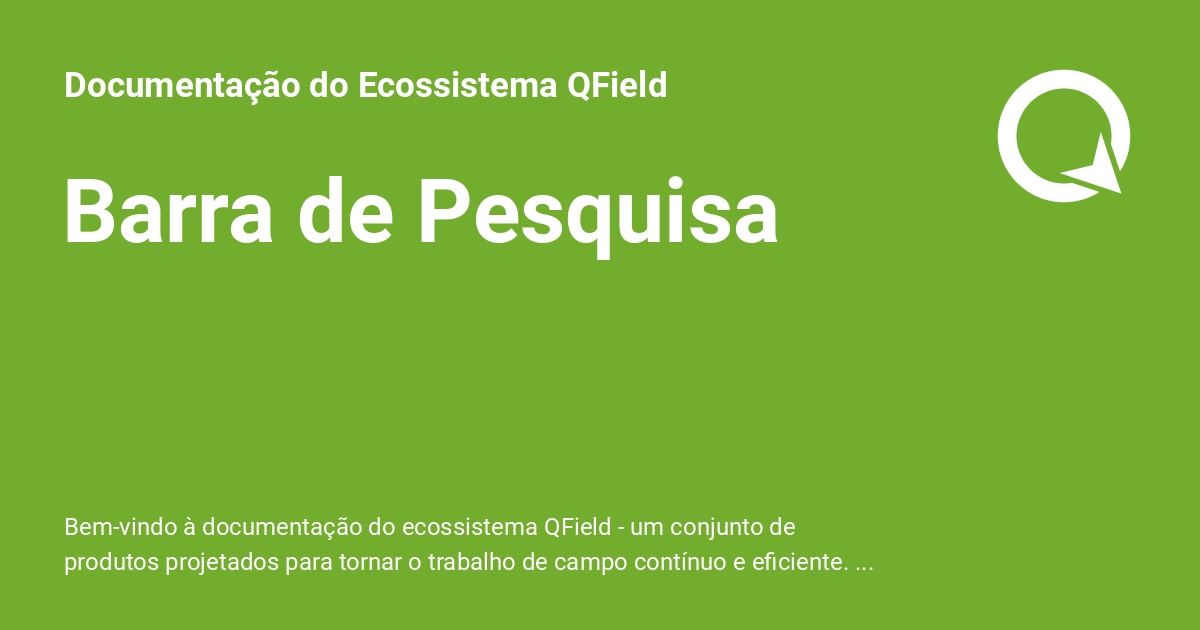 Documentação do Ecossistema QField
Barra de Pesquisa
Bem-vindo à documentação do ecossistema QField - um conjunto de
produtos projetados para tornar o trabalho de campo contínuo e eficiente. ...